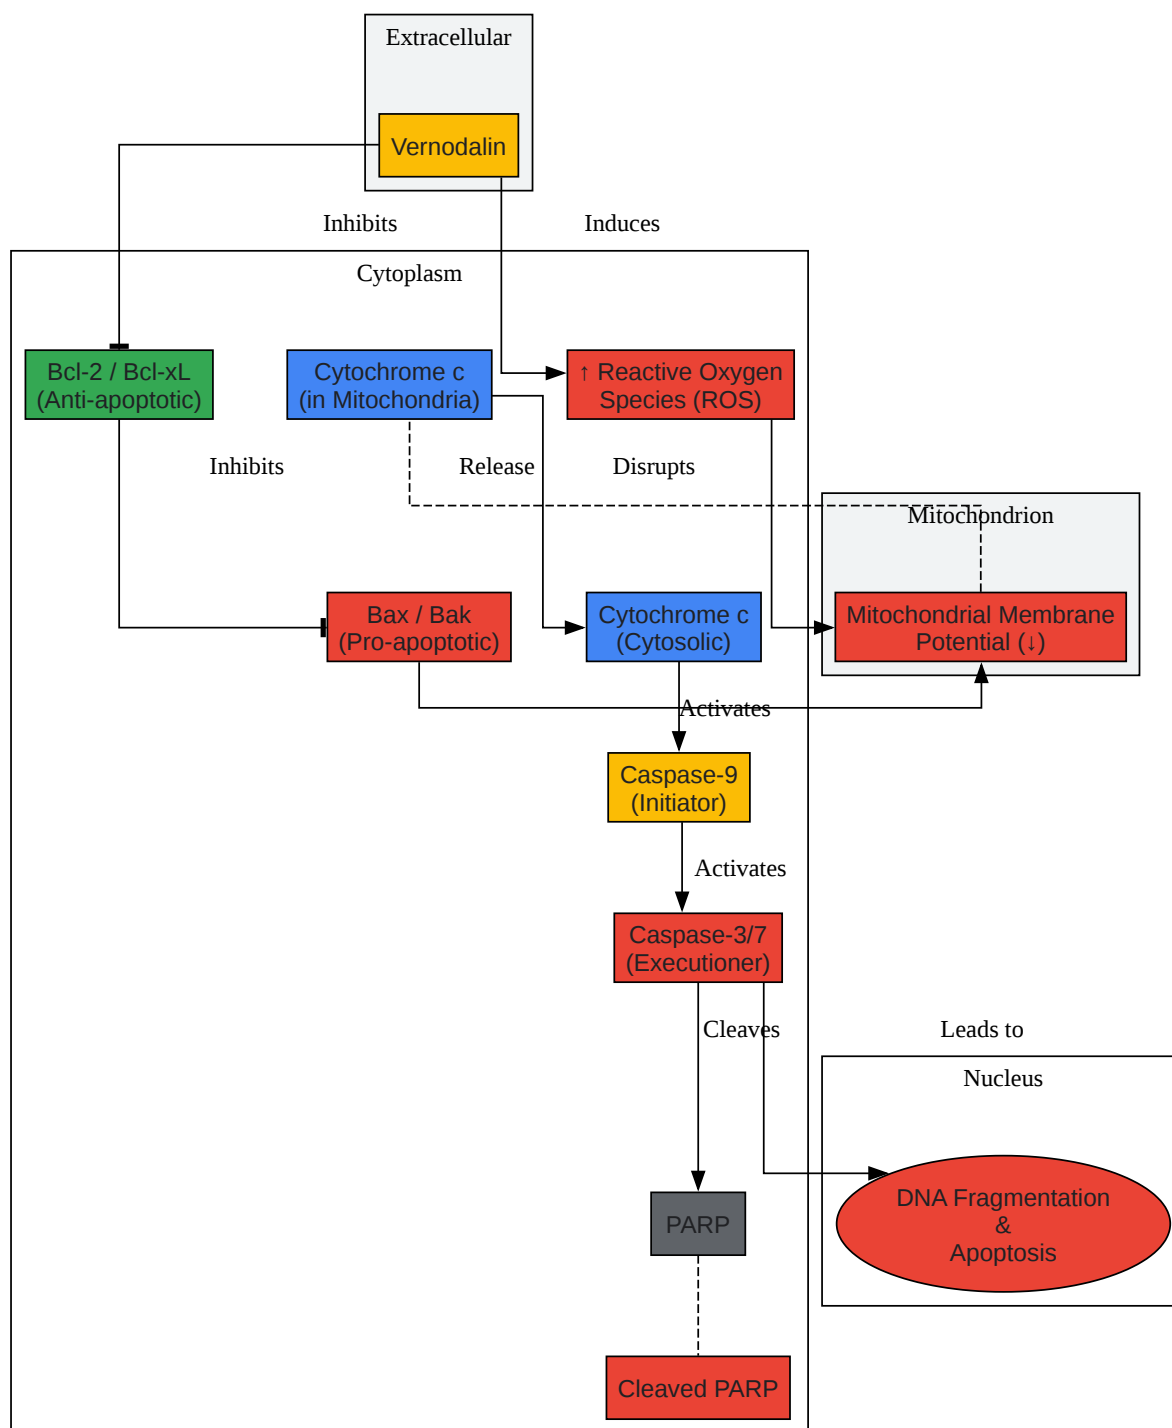 Extracellular
Vernodalin
Inhibits
Induces
Cytoplasm
Bcl-2 / Bcl-xL
(Anti-apoptotic)
Cytochrome c
(in Mitochondria)
↑ Reactive Oxygen
Species (ROS)
Inhibits
Release
Disrupts
Mitochondrion
Bax / Bak
(Pro-apoptotic)
Cytochrome c
(Cytosolic)
Mitochondrial Membrane
Potential (↓)
Activates
Caspase-9
(Initiator)
Activates
Caspase-3/7
(Executioner)
Cleaves
Leads to
Nucleus
PARP
DNA Fragmentation
&
Apoptosis
Cleaved PARP